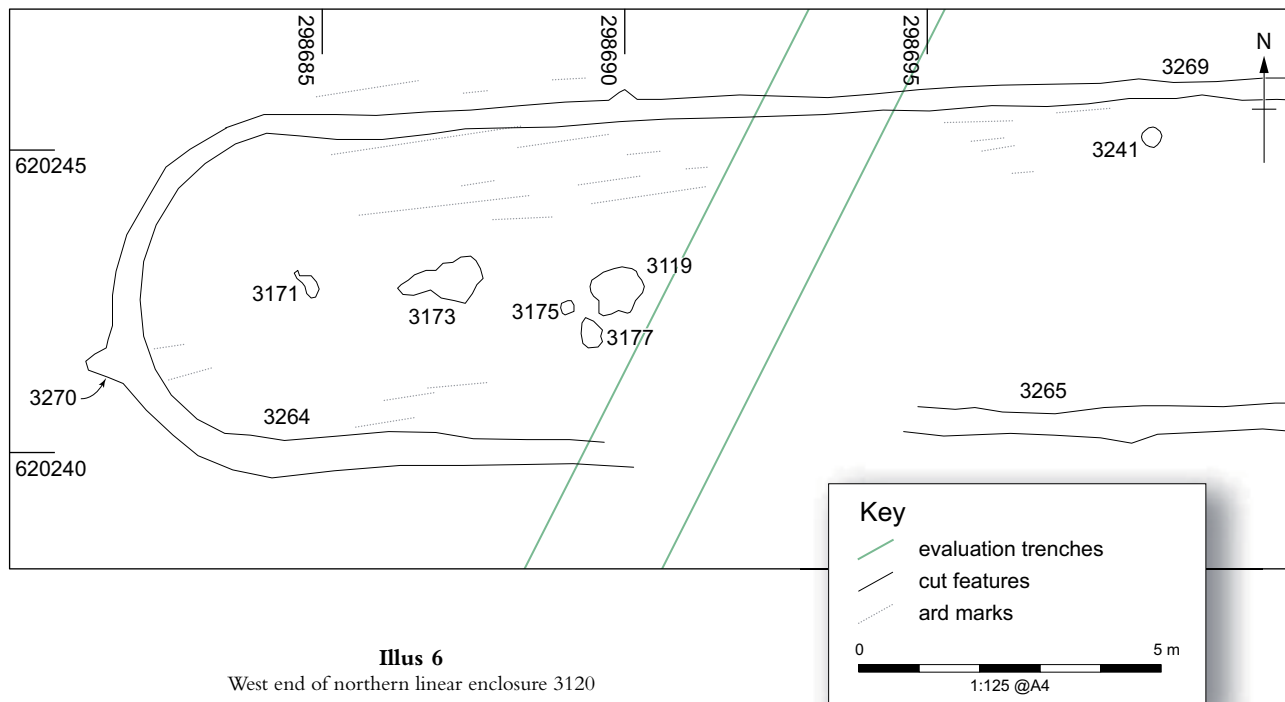 298685
298690
298695
3269
N
620245
3241
3171
3173
3175
3119
3177
3270
3264
3265
620240
Key
evaluation trenches
cut features
ard marks
0 5 m
1:125 @A4
Illus 6
West end of northern linear enclosure 3120